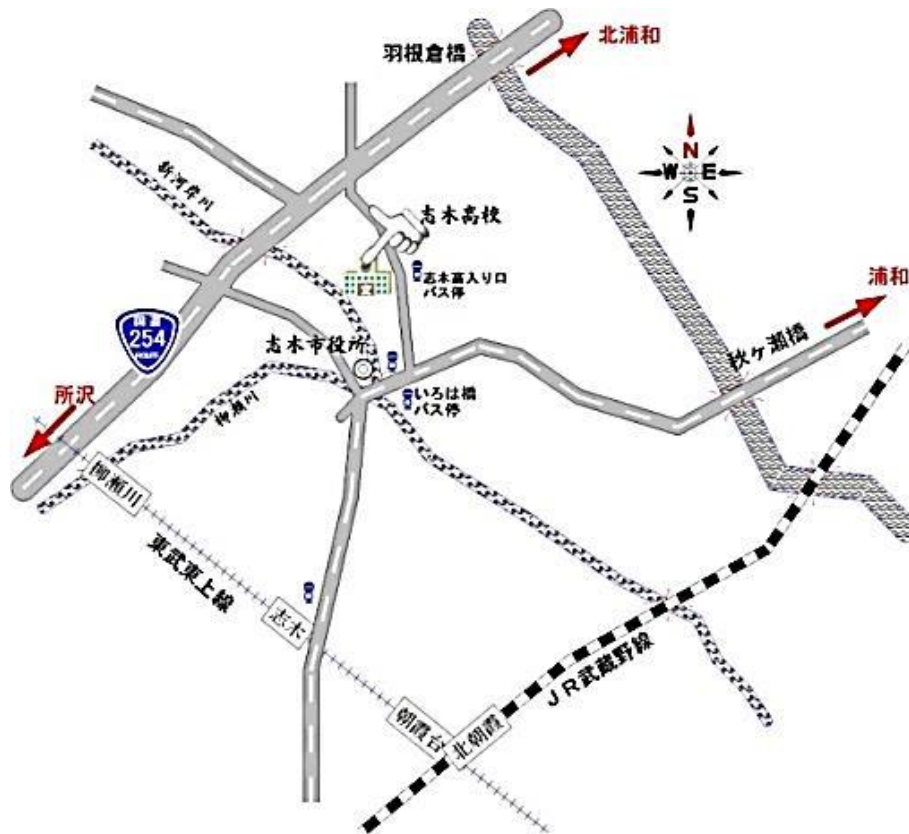 羽根倉橋
北浦和
新河岸川
N
W E
S
志木高校
志木高入り口
バス停
浦和
国道
254
ROUTE
志木市役所
秋ヶ瀬橋
所沢
柳瀬川
いろは橋
バス停
柳瀬川
東武東上線
志木
JR武蔵野線
朝霞台
北朝霞